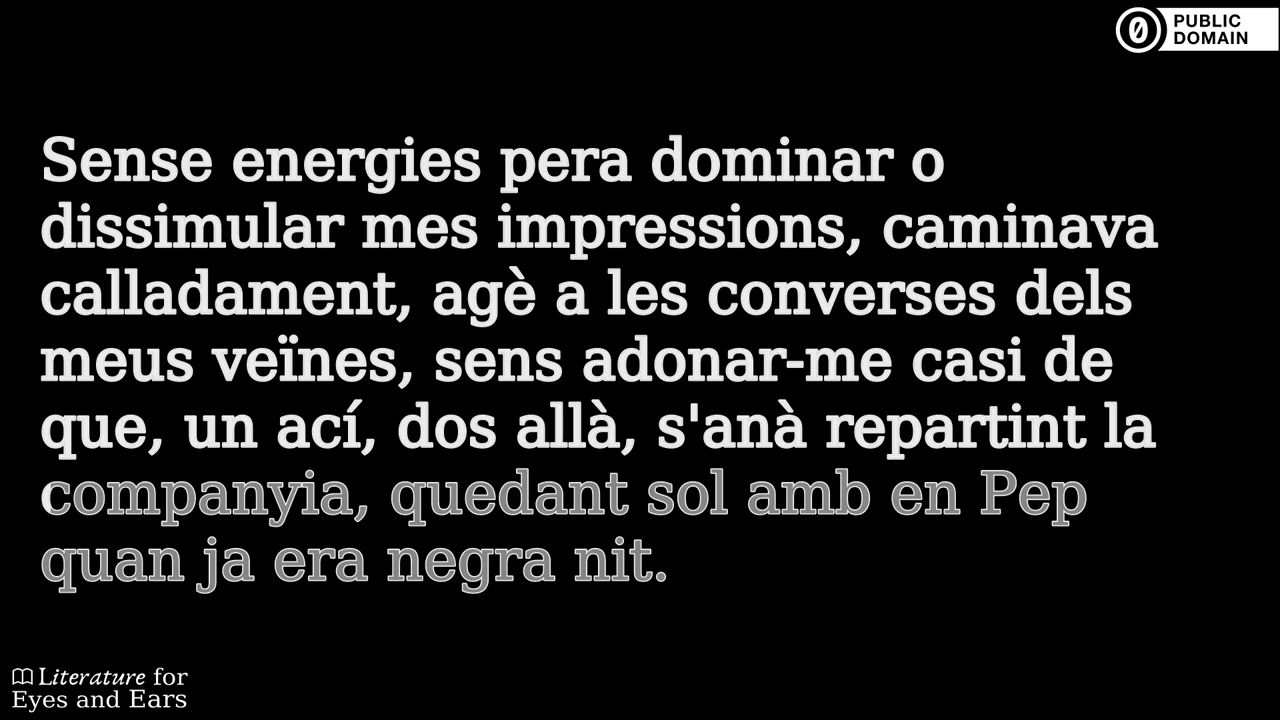 PUBLIC
DOMAIN
Sense energies pera dominar o
dissimular mes impressions, caminava
calladament, agè a les converses dels
meus veïnes, sens adonar-me casi de
que, un ací, dos allà, s'anà repartint la
companyia, quedant sol amb en Pep
quan ja era negra nit.
Literature for
Eyes and Ears